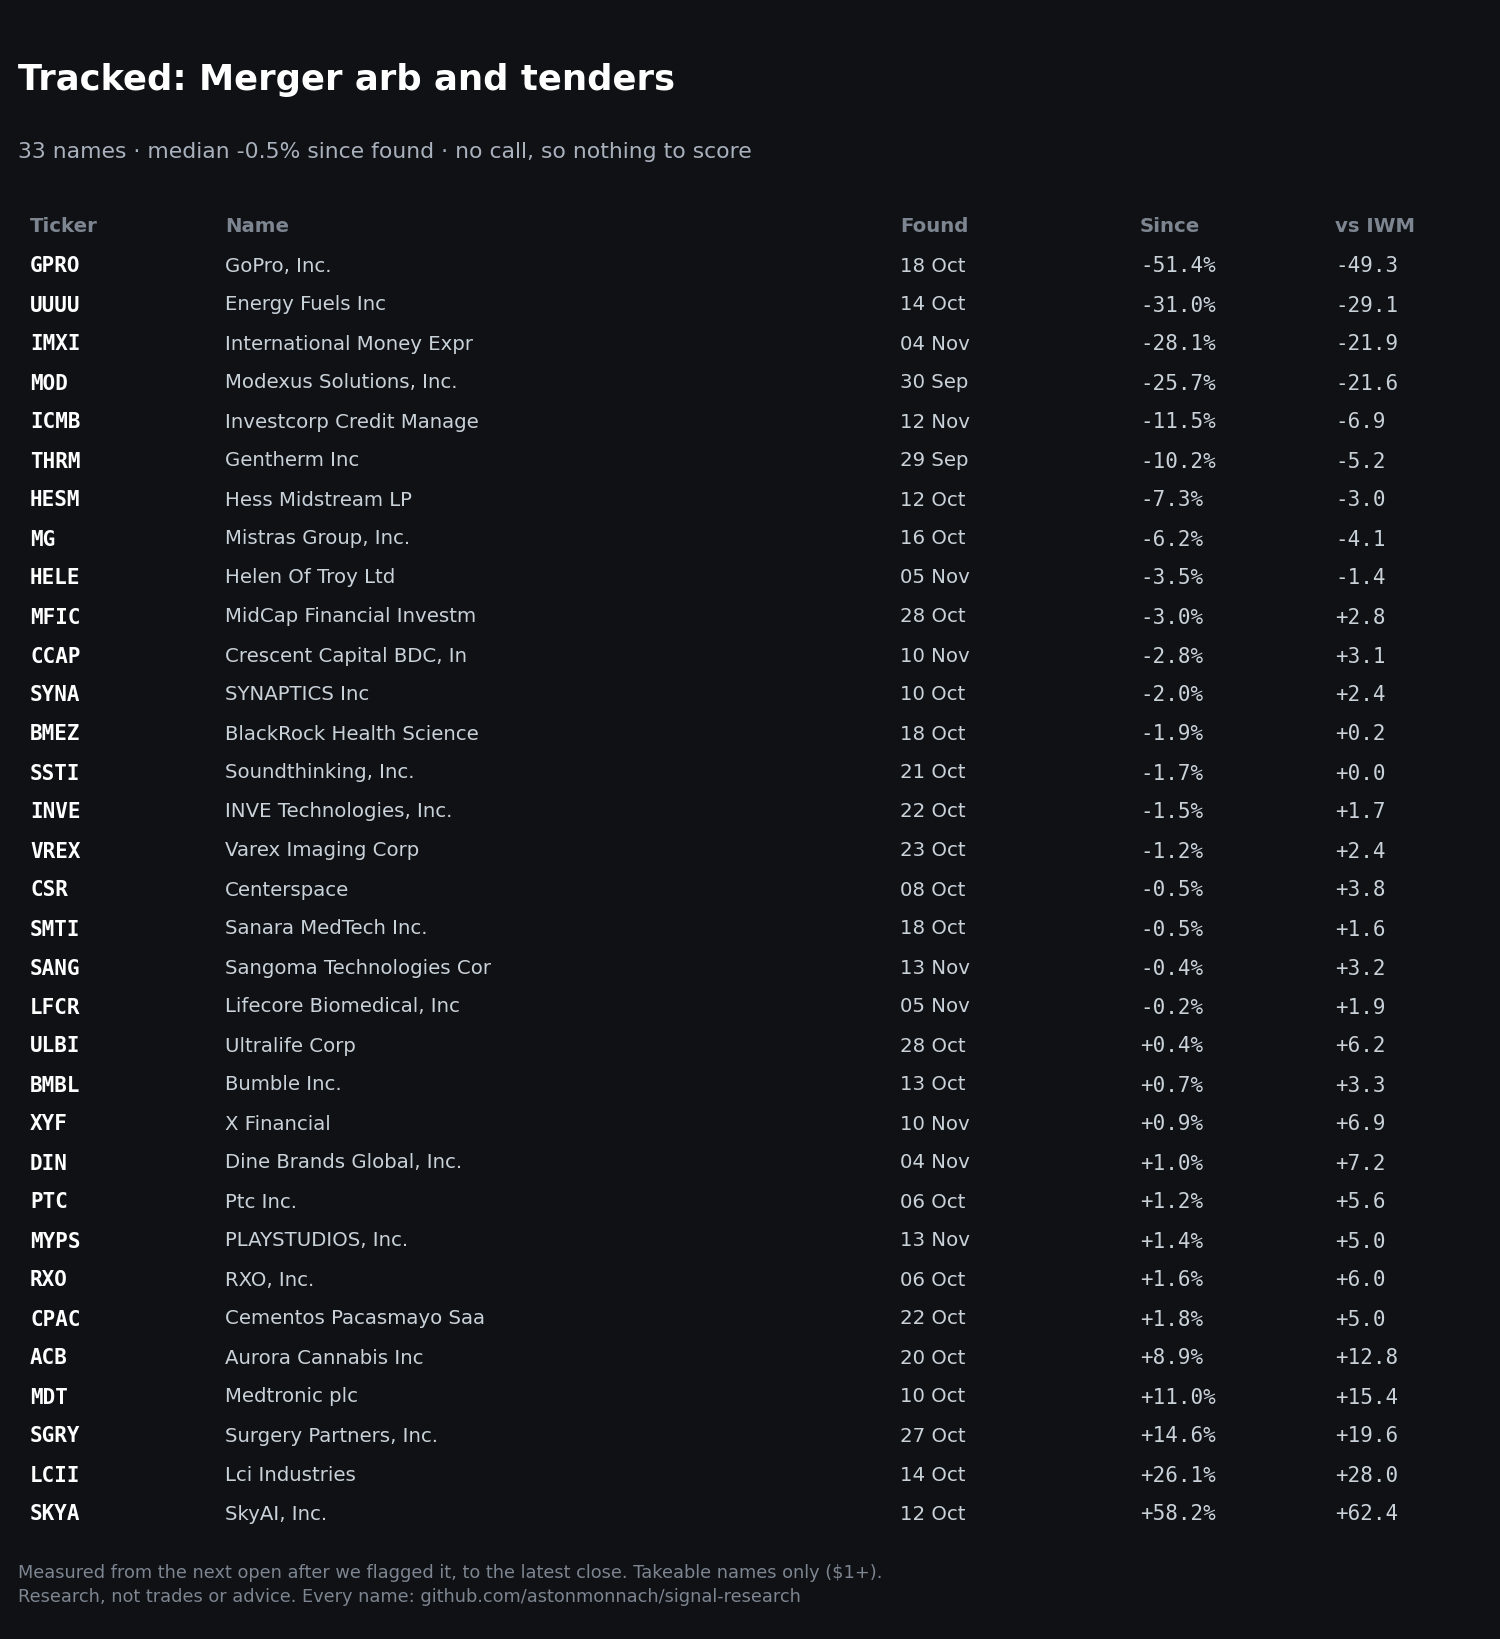 Tracked: Merger arb and tenders
33 names · median -0.5% since found · no call, so nothing to score
Ticker Name Found Since vs IWM
GPRO GoPro, Inc. 18 Oct -51.4% -49.3
UUUU Energy Fuels Inc 14 Oct -31.0% -29.1
IMXI International Money Expr 04 Nov -28.1% -21.9
MOD Modexus Solutions, Inc. 30 Sep -25.7% -21.6
ICMB Investcorp Credit Manage 12 Nov -11.5% -6.9
THRM Gentherm Inc 29 Sep -10.2% -5.2
HESM Hess Midstream LP 12 Oct -7.3% -3.0
MG Mistras Group, Inc. 16 Oct -6.2% -4.1
HELE Helen Of Troy Ltd 05 Nov -3.5% -1.4
MFIC MidCap Financial Investm 28 Oct -3.0% +2.8
CCAP Crescent Capital BDC, In 10 Nov -2.8% +3.1
SYNA SYNAPTICS Inc 10 Oct -2.0% +2.4
BMEZ BlackRock Health Science 18 Oct -1.9% +0.2
SSTI Soundthinking, Inc. 21 Oct -1.7% +0.0
INVE INVE Technologies, Inc. 22 Oct -1.5% +1.7
VREX Varex Imaging Corp 23 Oct -1.2% +2.4
CSR Centerspace 08 Oct -0.5% +3.8
SMTI Sanara MedTech Inc. 18 Oct -0.5% +1.6
SANG Sangoma Technologies Cor 13 Nov -0.4% +3.2
LFCR Lifecore Biomedical, Inc 05 Nov -0.2% +1.9
ULBI Ultralife Corp 28 Oct +0.4% +6.2
BMBL Bumble Inc. 13 Oct +0.7% +3.3
XYF X Financial 10 Nov +0.9% +6.9
DIN Dine Brands Global, Inc. 04 Nov +1.0% +7.2
PTC Ptc Inc. 06 Oct +1.2% +5.6
MYPS PLAYSTUDIOS, Inc. 13 Nov +1.4% +5.0
RXO RXO, Inc. 06 Oct +1.6% +6.0
CPAC Cementos Pacasmayo Saa 22 Oct +1.8% +5.0
ACB Aurora Cannabis Inc 20 Oct +8.9% +12.8
MDT Medtronic plc 10 Oct +11.0% +15.4
SGRY Surgery Partners, Inc. 27 Oct +14.6% +19.6
LCII Lci Industries 14 Oct +26.1% +28.0
SKYA SkyAI, Inc. 12 Oct +58.2% +62.4
Measured from the next open after we flagged it, to the latest close. Takeable names only ($1+).
Research, not trades or advice. Every name: github.com/astonmonnach/signal-research